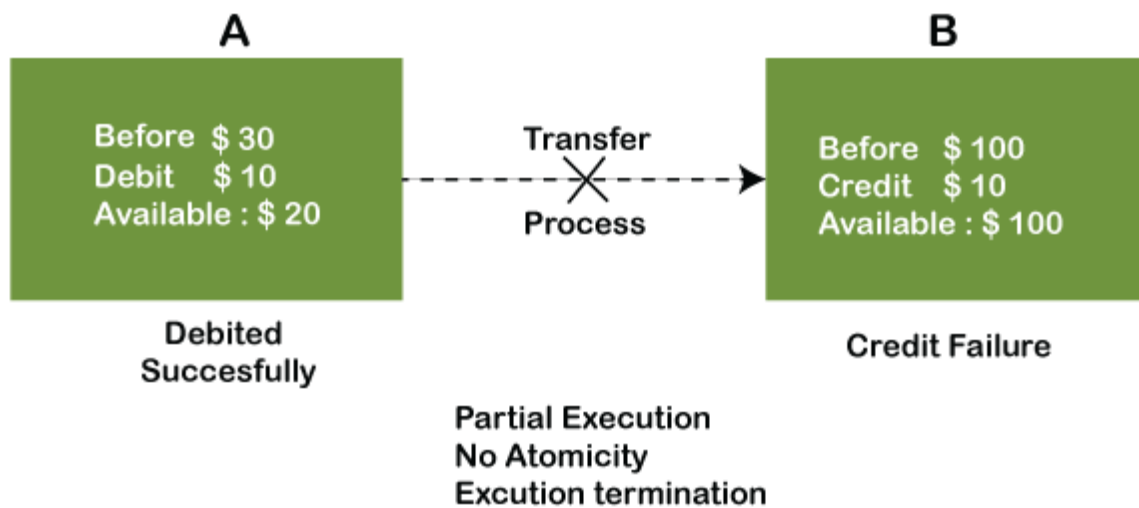 A
Before $ 30
Debit $ 10
Available : $ 20
Debited
Succesfully
Transfer
Process
B
Before $ 100
Credit $ 10
Available : $ 100
Credit Failure
Partial Execution
No Atomicity
Excution termination